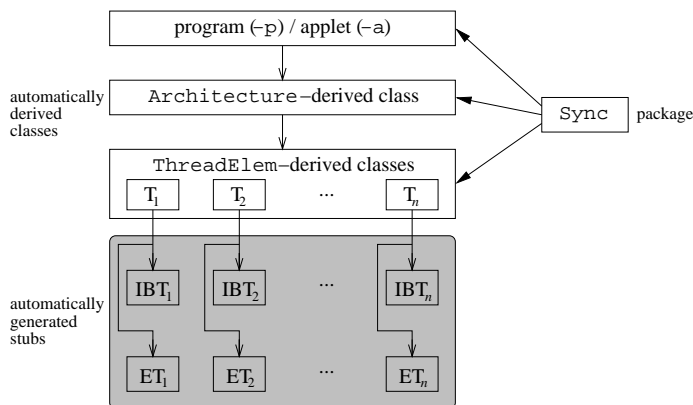 program (−p) / applet (−a)
automatically
derived
classes
Architecture−derived class
Sync
package
ThreadElem−derived classes
T1 T2 ... Tn
automatically
generated
stubs
IBT1 IBT2 ... IBTn
ET1 ET2 ... ETn